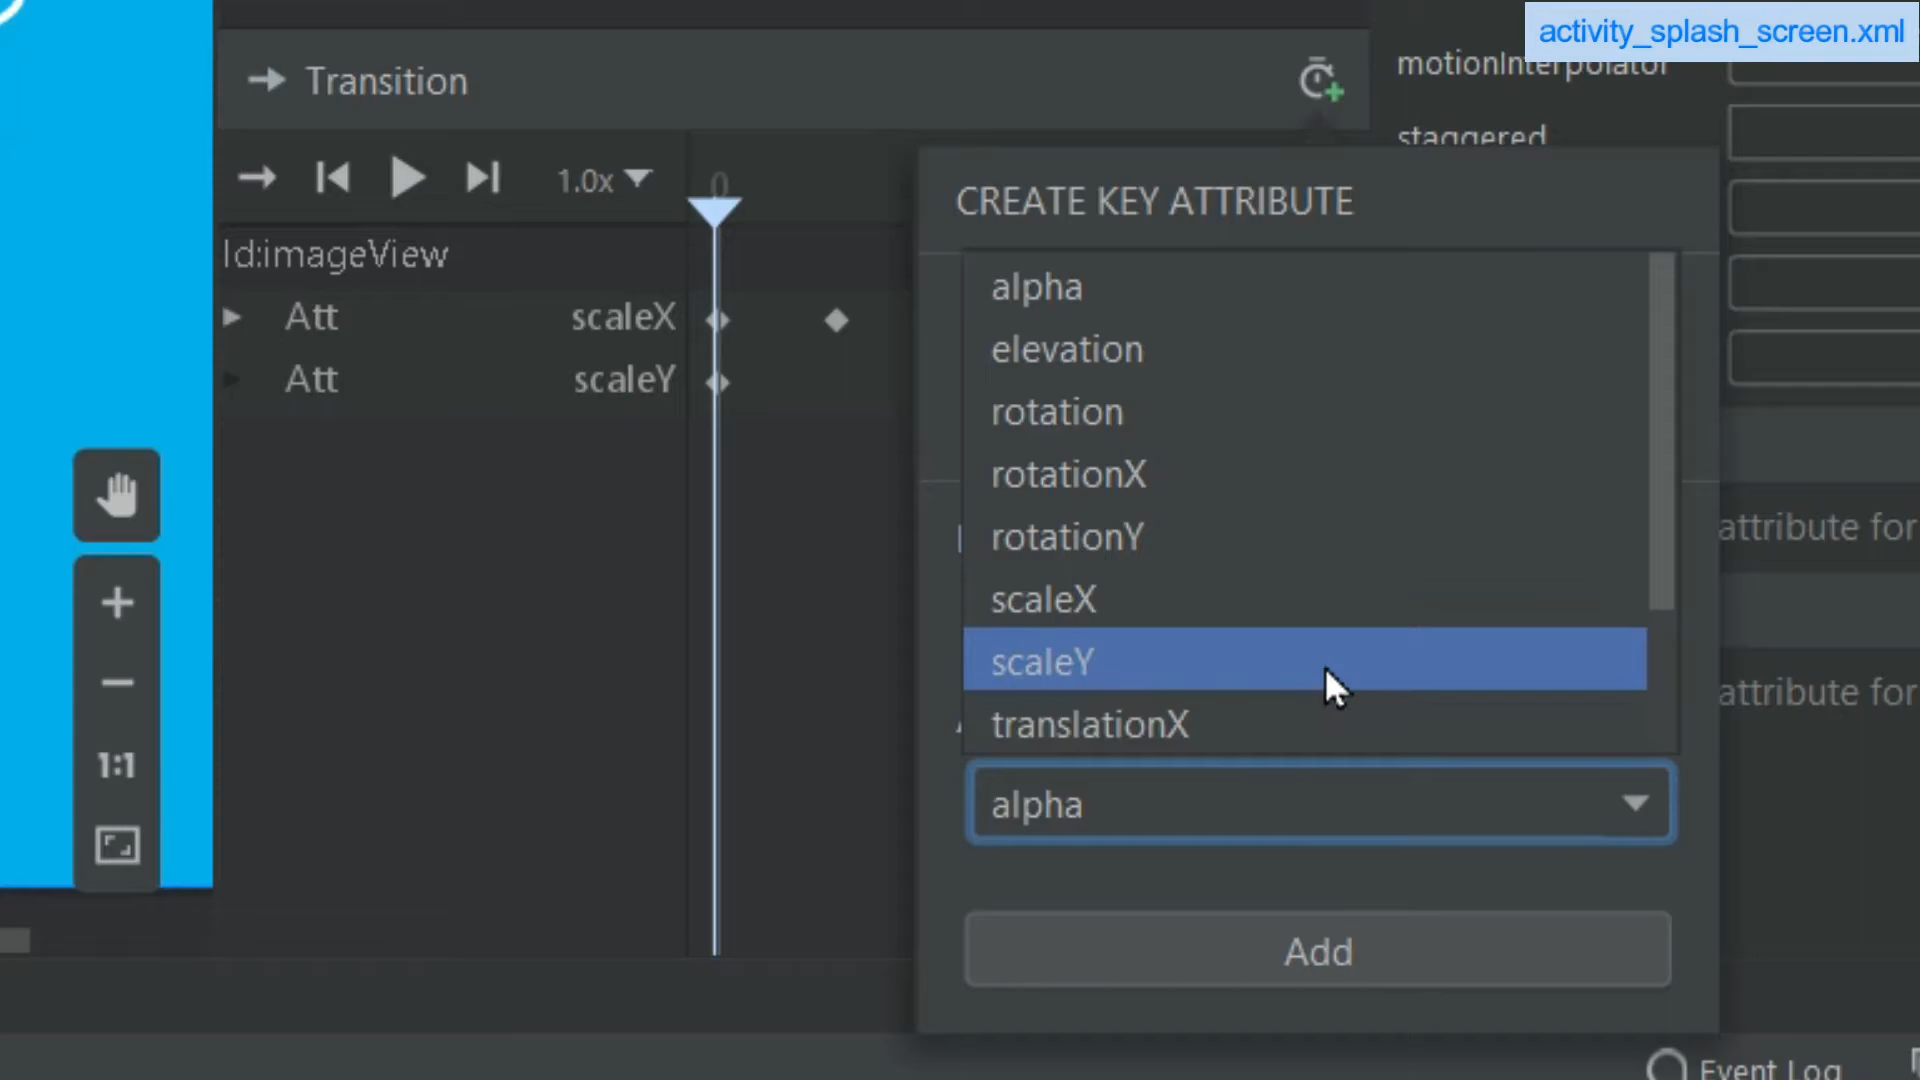 activity_splash_screen.xml
Transition
motionInterpolator
staggered
1.0x
0
CREATE KEY ATTRIBUTE
Id:imageView
Att scaleX
Att scaleY
alpha
elevation
rotation
rotationX
rotationY
scaleX
scaleY
translationX
attribute for
attribute for
alpha
1:1
Add
Event Log